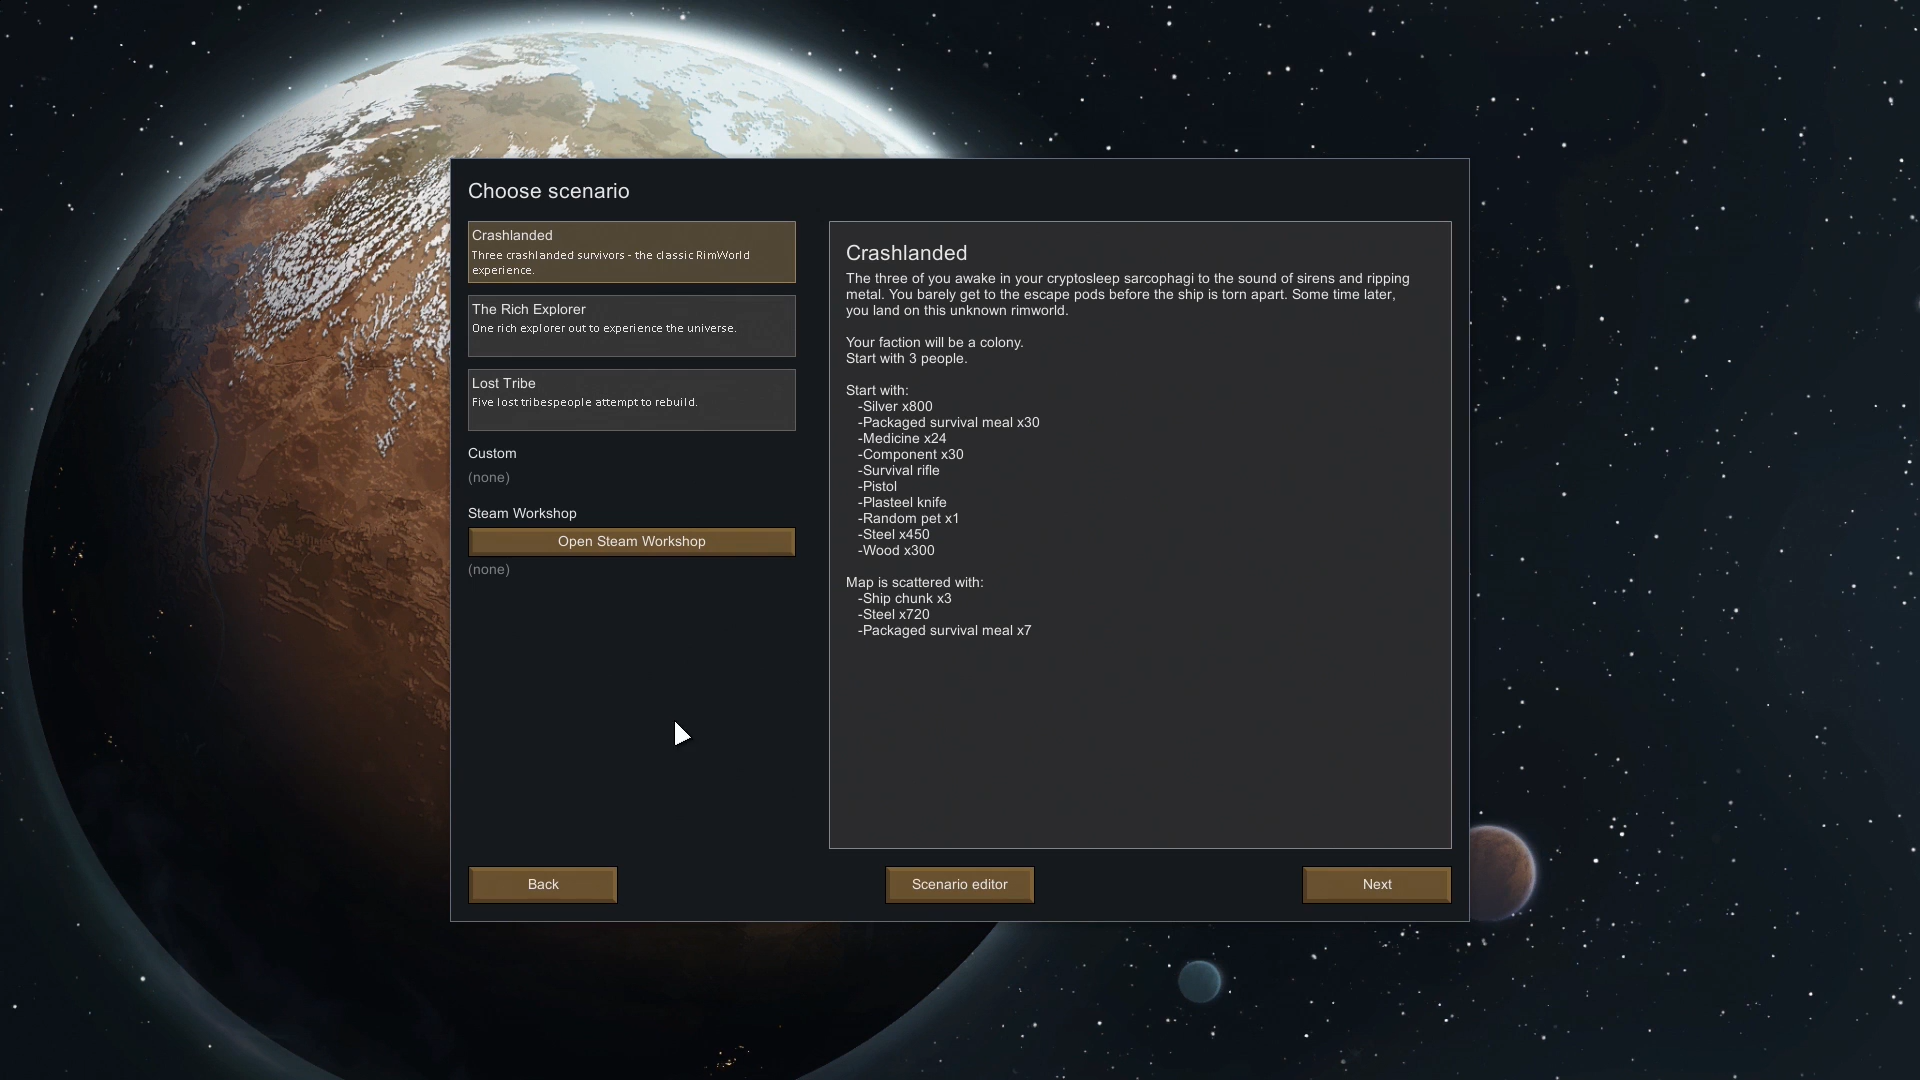 Choose scenario
Crashlanded
Three crashlanded survivors - the classic RimWorld
experience.
The Rich Explorer
One rich explorer out to experience the universe.
Lost Tribe
Five lost tribespeople attempt to rebuild.
Custom
(none)
Steam Workshop
Open Steam Workshop
(none)
Crashlanded
The three of you awake in your cryptosleep sarcophagi to the sound of sirens and ripping
metal. You barely get to the escape pods before the ship is torn apart. Some time later,
you land on this unknown rimworld.
Your faction will be a colony.
Start with 3 people.
Start with:
-Silver x800
-Packaged survival meal x30
-Medicine x24
-Component x30
-Survival rifle
-Pistol
-Plasteel knife
-Random pet x1
-Steel x450
-Wood x300
Map is scattered with:
-Ship chunk x3
-Steel x720
-Packaged survival meal x7
Back
Scenario editor
Next